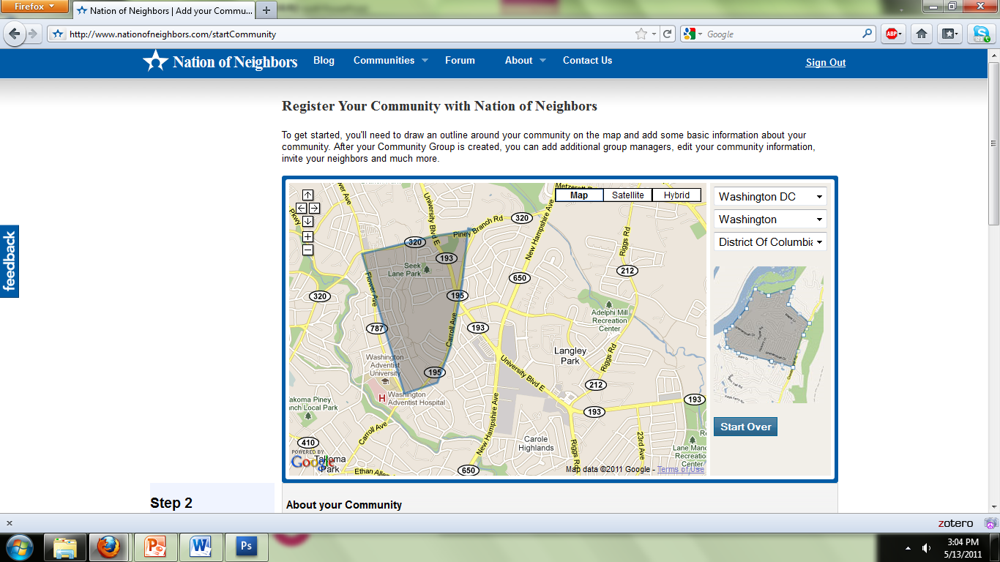 Firefox
Nation of Neighbors | Add your Commu...
http://www.nationofneighbors.com/startCommunity
Google
ABP
Nation of Neighbors
Blog
Communities
Forum
About
Contact Us
Sign Out
Register Your Community with Nation of Neighbors
To get started, you'll need to draw an outline around your community on the map and add some basic information about your
community. After your Community Group is created, you can add additional group managers, edit your community information,
invite your neighbors and much more.
feedback
Map
Satellite
Hybrid
Washington DC
Washington
District Of Columbia
Start Over
Flower Ave
Pkwy
University Blvd E
Piney Branch Rd
320
320
193
Seek
Lane Park
New Hampshire Ave
Riggs Rd
212
650
320
Flower Ave
195
787
Carroll Ave
193
Adelphi Mill
Recreation
Center
Langley
Park
Riggs Rd
Washington
Adventist
University
195
University Blvd E
212
H
Washington
Adventist Hospital
193
193
Takoma Piney
Branch Local Park
Carroll Ave
New Hampshire Ave
Carole
Highlands
Riggs Rd
23rd Ave
Lane Manor
Recreation
Center
410
POWERED BY
Google
Takoma
Park
Ethan Allen
650
Map data ©2011 Google - Terms of Use
Step 2
About your Community
x
zotero
3:04 PM
5/13/2011